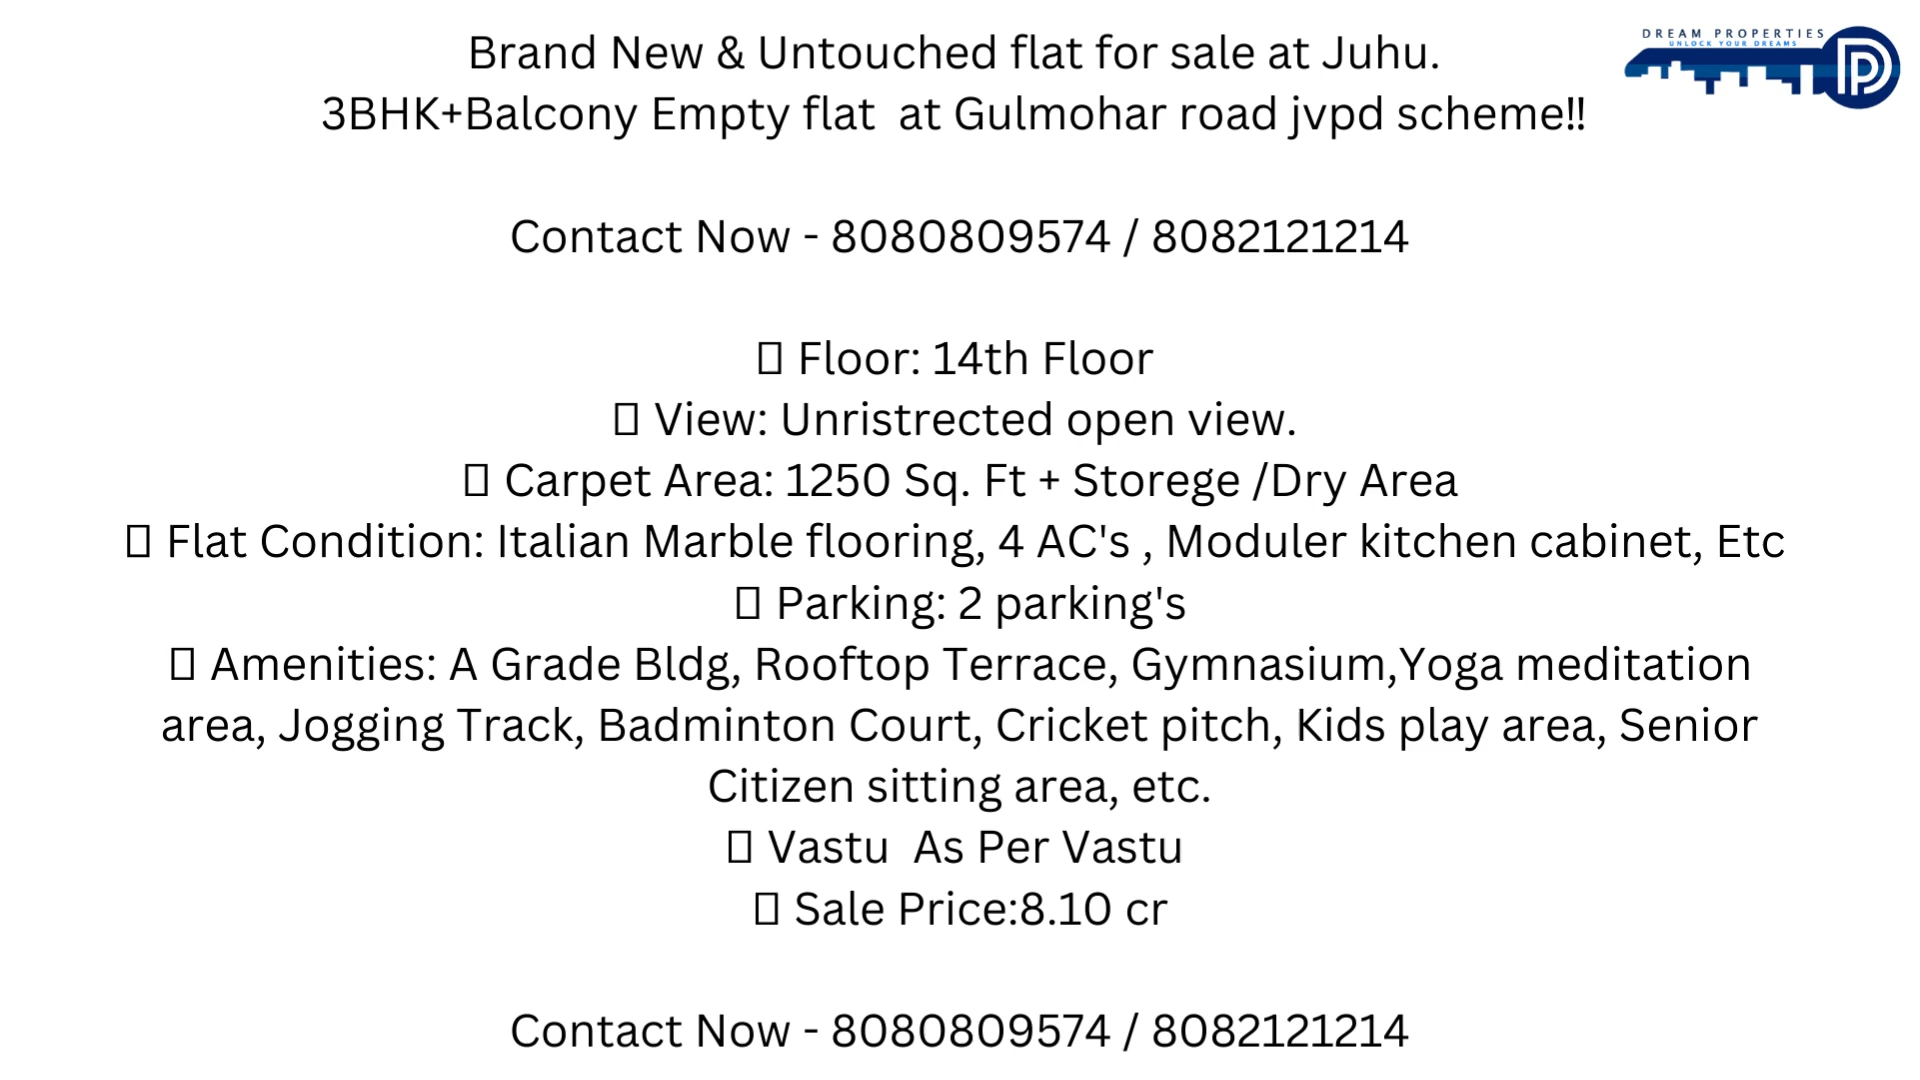 DREAM PROPERTIES
UNLOCK YOUR DREAMS
Brand New & Untouched flat for sale at Juhu.
3BHK+Balcony Empty flat  at Gulmohar road jvpd scheme!!
Contact Now - 8080809574 / 8082121214
Floor: 14th Floor
View: Unristrected open view.
Carpet Area: 1250 Sq. Ft + Storege /Dry Area
Flat Condition: Italian Marble flooring, 4 AC's , Moduler kitchen cabinet, Etc
Parking: 2 parking's
Amenities: A Grade Bldg, Rooftop Terrace, Gymnasium,Yoga meditation
area, Jogging Track, Badminton Court, Cricket pitch, Kids play area, Senior
Citizen sitting area, etc.
Vastu  As Per Vastu
Sale Price:8.10 cr
Contact Now - 8080809574 / 8082121214